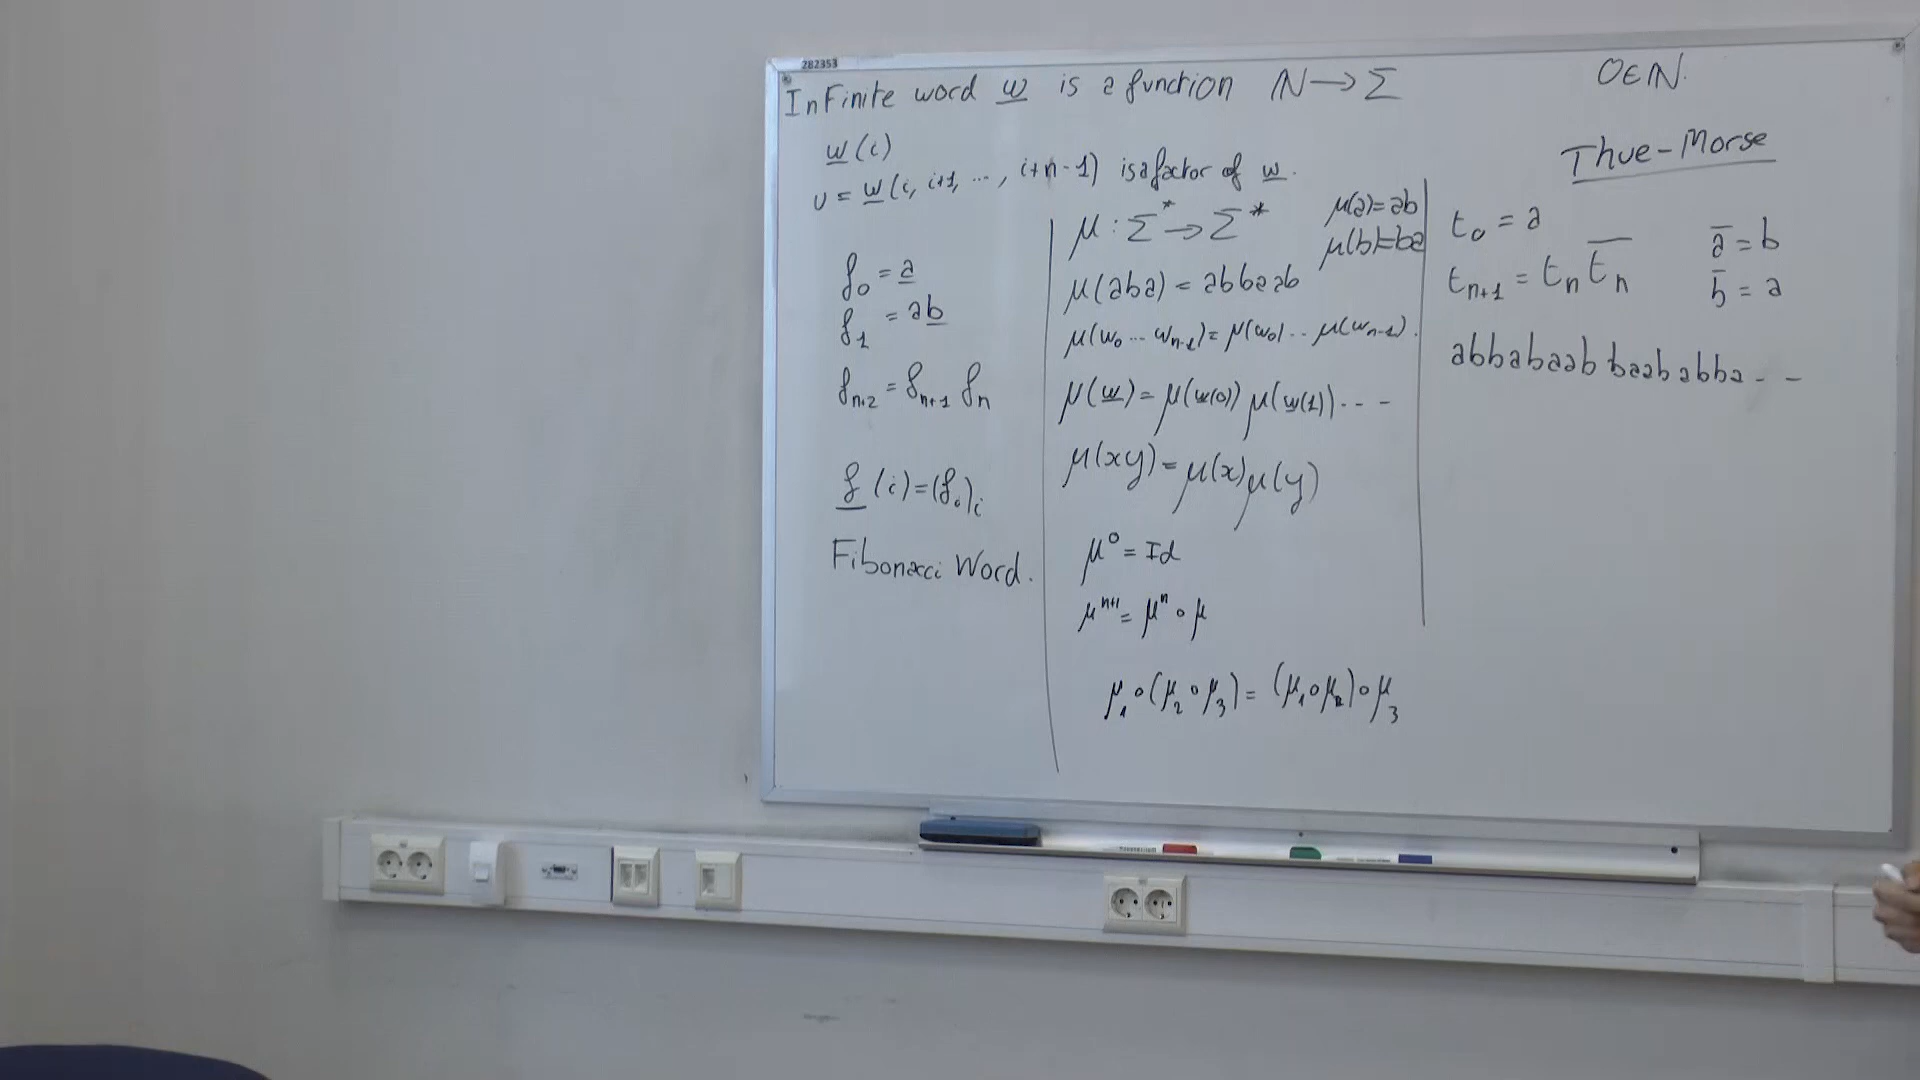 282353
Infinite word w is a function ℕ → Σ
0∈ℕ.
w(i)
υ = w(i, i+1, ..., i+n-1) is a factor of w.
f₀ = a
f₁ = ab
fₙ₊₂ = fₙ₊₁ fₙ
f(i) = (f.)ᵢ
Fibonacci Word.
μ : Σ* → Σ*
μ(a)=ab
μ(b)=ba
μ(aba) = abbaab
μ(w₀ ... wₙ₋₁) = μ(w₀) .. μ(wₙ₋₁).
μ(w) = μ(w(0)) μ(w(1)) ...
μ(xy) = μ(x)μ(y)
μ⁰ = Id
μⁿ⁺¹ = μⁿ ∘ μ
μ₁∘(μ₂∘μ₃) = (μ₁∘μ₂)∘μ₃
Thue-Morse
t₀ = a
a̅ = b
tₙ₊₁ = tₙ t̅ₙ
b̅ = a
abbabaab baababba - -